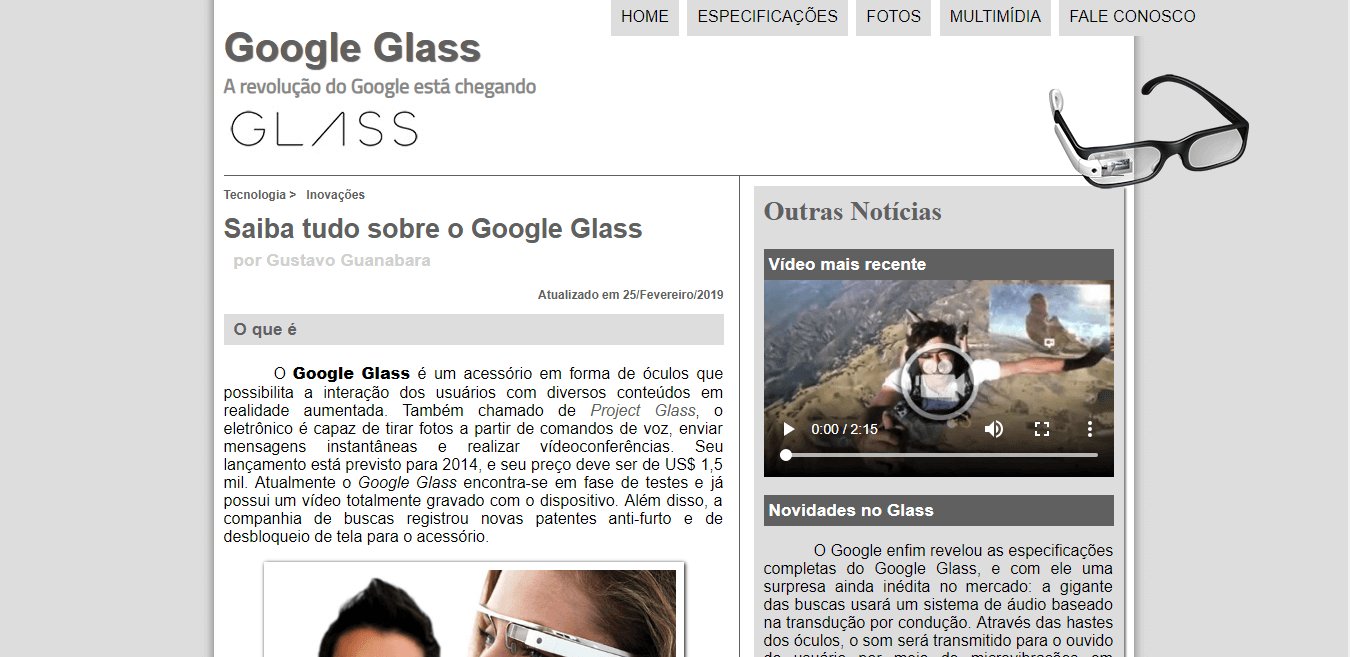 HOME ESPECIFICAÇÕES FOTOS MULTIMÍDIA FALE CONOSCO
Google Glass
A revolução do Google está chegando
GLASS
Tecnologia > Inovações
Saiba tudo sobre o Google Glass
por Gustavo Guanabara
Atualizado em 25/Fevereiro/2019
O que é
O Google Glass é um acessório em forma de óculos que
possibilita a interação dos usuários com diversos conteúdos em
realidade aumentada. Também chamado de Project Glass, o
eletrônico é capaz de tirar fotos a partir de comandos de voz, enviar
mensagens instantâneas e realizar vídeoconferências. Seu
lançamento está previsto para 2014, e seu preço deve ser de US$ 1,5
mil. Atualmente o Google Glass encontra-se em fase de testes e já
possui um vídeo totalmente gravado com o dispositivo. Além disso, a
companhia de buscas registrou novas patentes anti-furto e de
desbloqueio de tela para o acessório.
Outras Notícias
Vídeo mais recente
0:00 / 2:15
Novidades no Glass
O Google enfim revelou as especificações
completas do Google Glass, e com ele uma
surpresa ainda inédita no mercado: a gigante
das buscas usará um sistema de áudio baseado
na transdução por condução. Através das hastes
dos óculos, o som será transmitido para o ouvido
do usuário por meio de microvibrações em